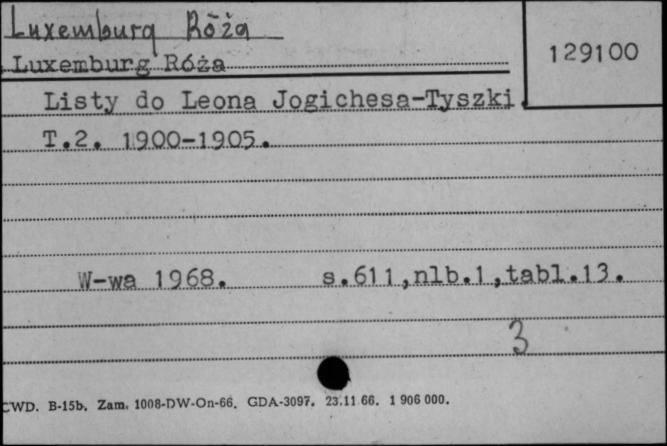 Luxemburg Róża
129100
Luxemburg Róża
Listy do Leona Jogichesa-Tyszki.
T.2. 1900-1905.
W-wa 1968. s.611,nlb.1,tabl.13.
3
CWD. B-15b. Zam. 1008-DW-On-66. GDA-3097. 23.11 66. 1 906 000.